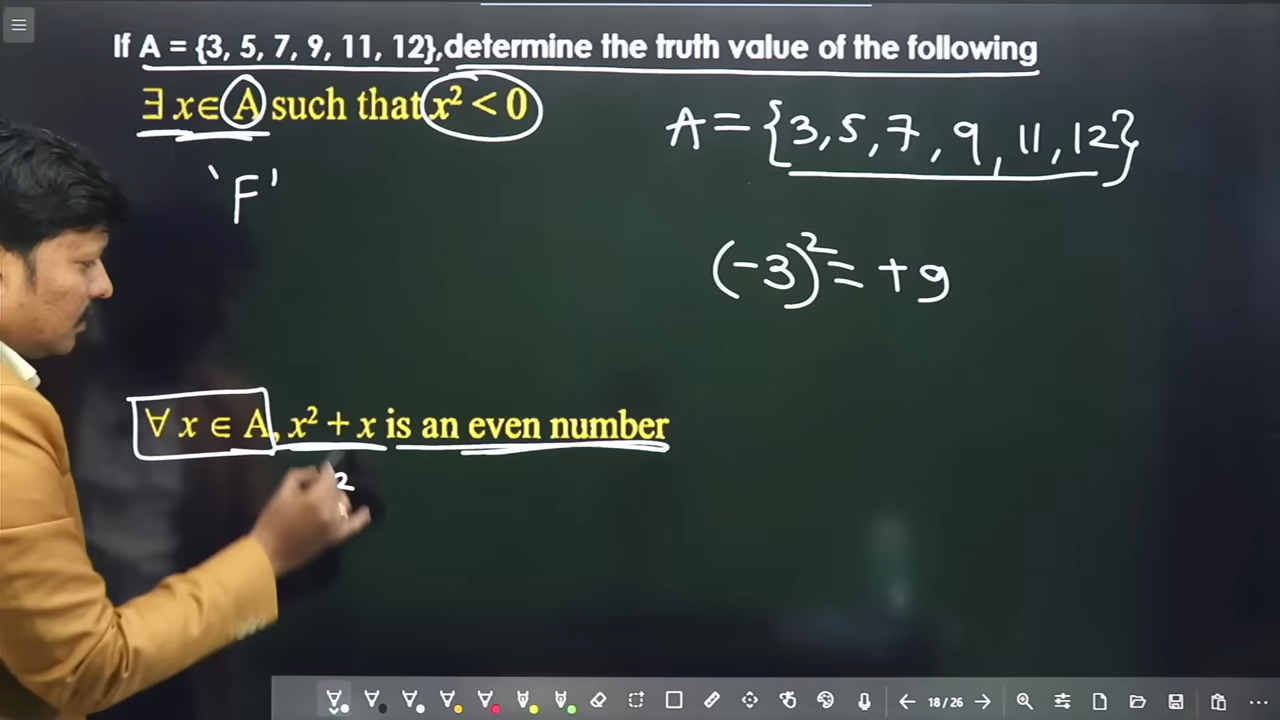 If A = {3, 5, 7, 9, 11, 12},determine the truth value of the following
∃ x∈ A such that x² < 0
A = {3, 5, 7, 9, 11, 12}
'F'
(-3)² = +9
∀ x ∈ A, x² + x is an even number
2
18/26